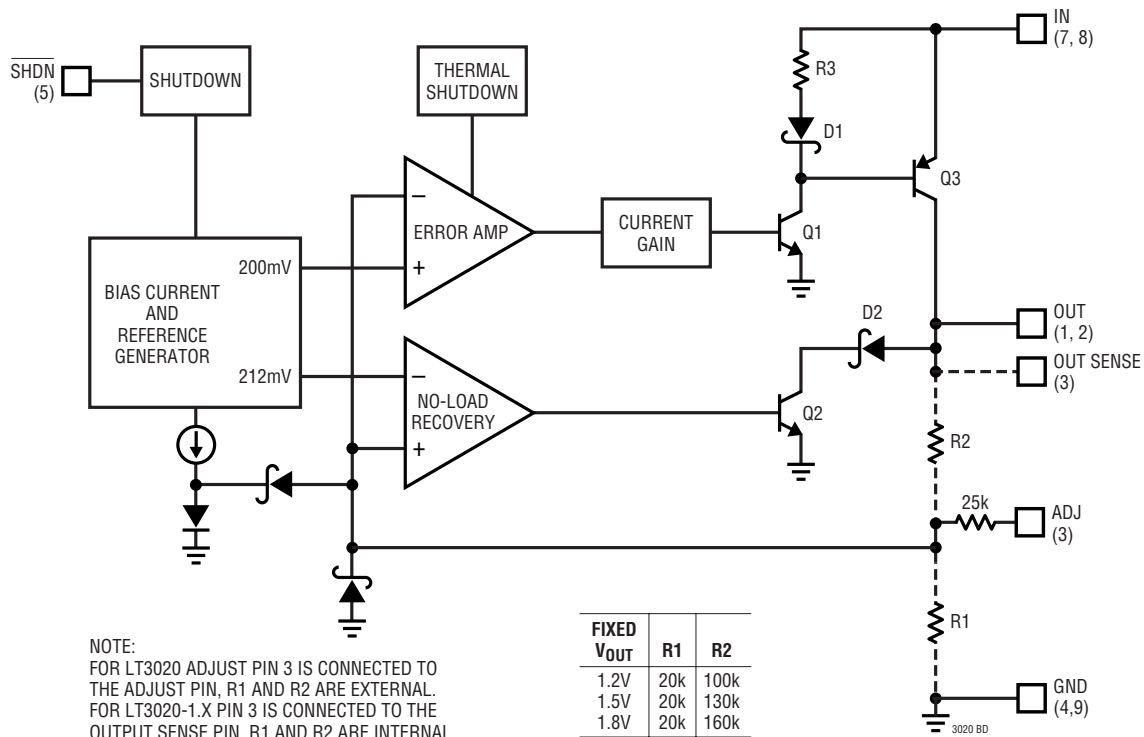 SHDN
(5)
SHUTDOWN
THERMAL
SHUTDOWN
IN
(7, 8)
R3
D1
Q3
–
ERROR AMP
+
CURRENT
GAIN
Q1
200mV
BIAS CURRENT
AND
REFERENCE
GENERATOR
212mV
–
NO-LOAD
RECOVERY
+
D2
Q2
OUT
(1, 2)
OUT SENSE
(3)
R2
25k
ADJ
(3)
R1
GND
(4,9)
3020 BD
NOTE:
FOR LT3020 ADJUST PIN 3 IS CONNECTED TO
THE ADJUST PIN, R1 AND R2 ARE EXTERNAL.
FOR LT3020-1.X PIN 3 IS CONNECTED TO THE
OUTPUT SENSE PIN, R1 AND R2 ARE INTERNAL
FIXED
VOUT R1 R2
1.2V 20k 100k
1.5V 20k 130k
1.8V 20k 160k